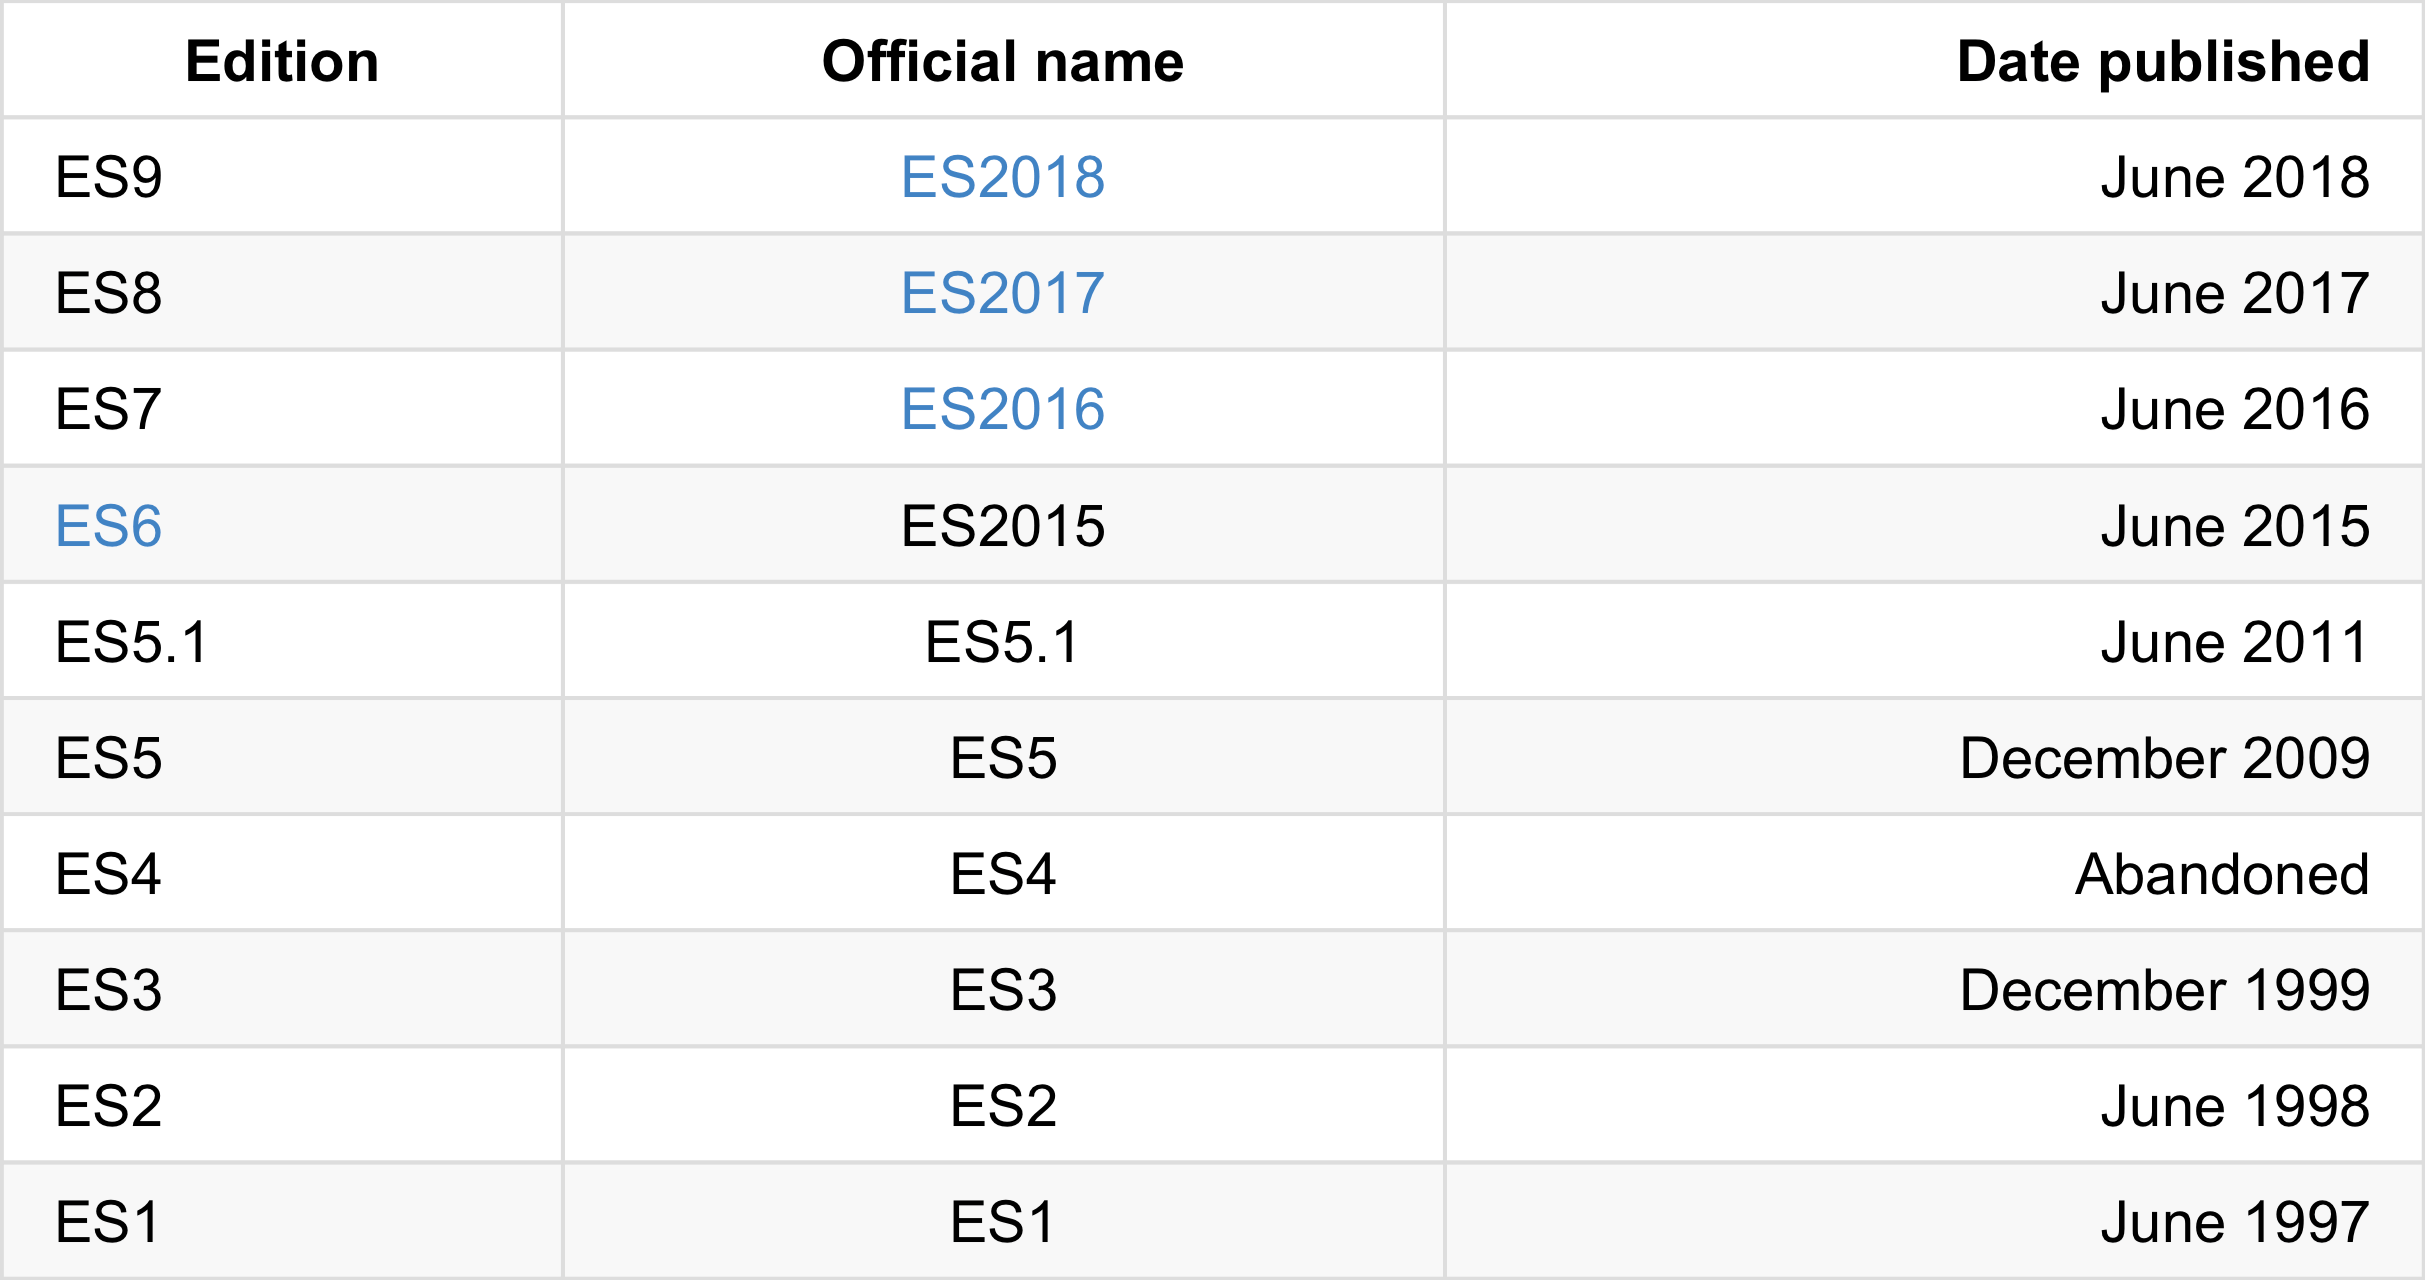 Edition Official name Date published
ES9 ES2018 June 2018
ES8 ES2017 June 2017
ES7 ES2016 June 2016
ES6 ES2015 June 2015
ES5.1 ES5.1 June 2011
ES5 ES5 December 2009
ES4 ES4 Abandoned
ES3 ES3 December 1999
ES2 ES2 June 1998
ES1 ES1 June 1997